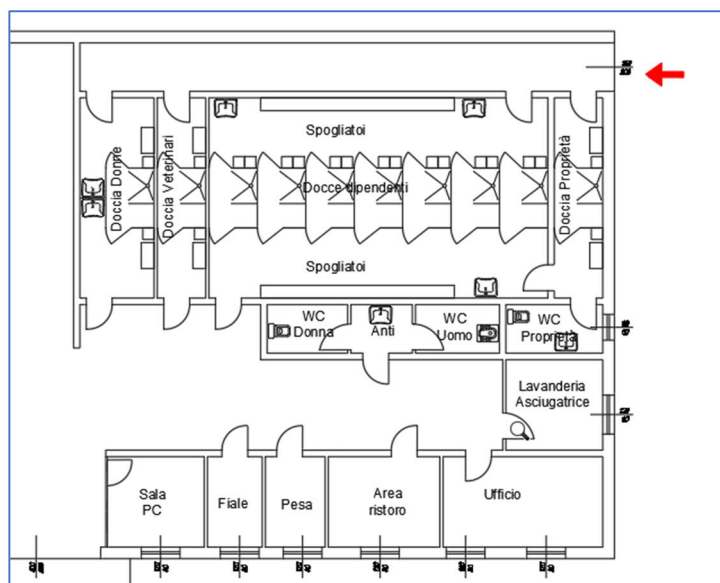 Spogliatoi
Doccia Donne
Doccia Veterinari
Docce dipendenti
Doccia Proprietà
Spogliatoi
WC
Donna
Anti
WC
Uomo
WC
Proprietà
Lavanderia
Asciugatrice
Sala
PC
Fiale
Pesa
Area
ristoro
Ufficio